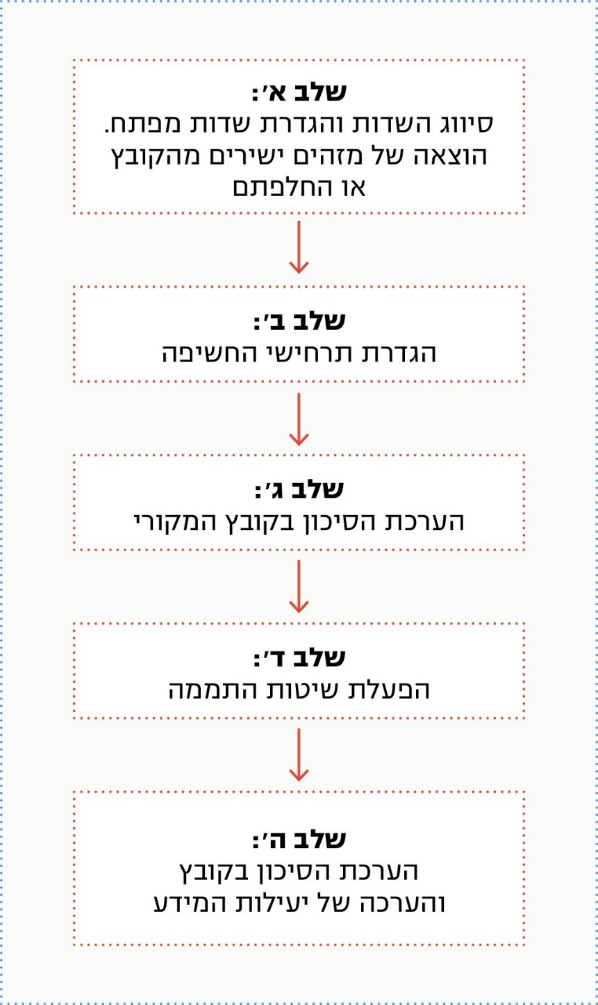 שלב א׳:
סיווג השדות והגדרת שדות מפתח.
הוצאה של מזהים ישירים מהקובץ
או החלפתם
שלב ב׳:
הגדרת תרחישי החשיפה
שלב ג׳:
הערכת הסיכון בקובץ המקורי
שלב ד׳:
הפעלת שיטות התממה
שלב ה׳:
הערכת הסיכון בקובץ
והערכה של יעילות המידע